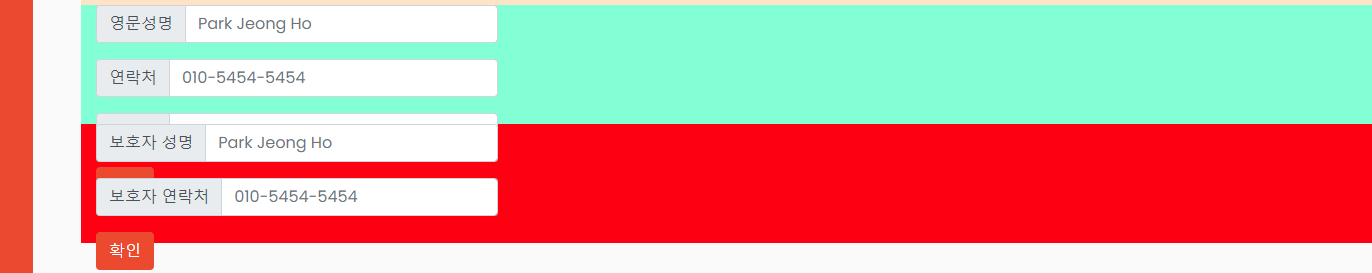 영문성명 Park Jeong Ho
연락처 010-5454-5454
보호자 성명 Park Jeong Ho
보호자 연락처 010-5454-5454
확인